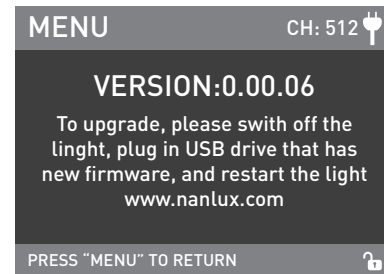 MENU
CH: 512
VERSION:0.00.06
To upgrade, please swith off the
linght, plug in USB drive that has
new firmware, and restart the light
www.nanlux.com
PRESS “MENU” TO RETURN